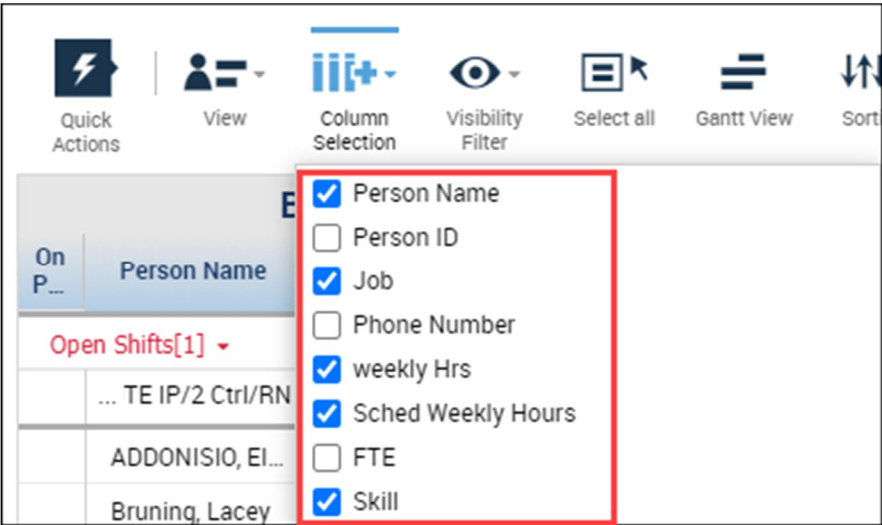 Quick
Actions
View
Column
Selection
Visibility
Filter
Select all
Gantt View
Sorti
E
On
P...
Person Name
Open Shifts[1]
... TE IP/2 Ctrl/RN
ADDONISIO, EI...
Bruning, Lacey
Person Name
Person ID
Job
Phone Number
weekly Hrs
Sched Weekly Hours
FTE
Skill